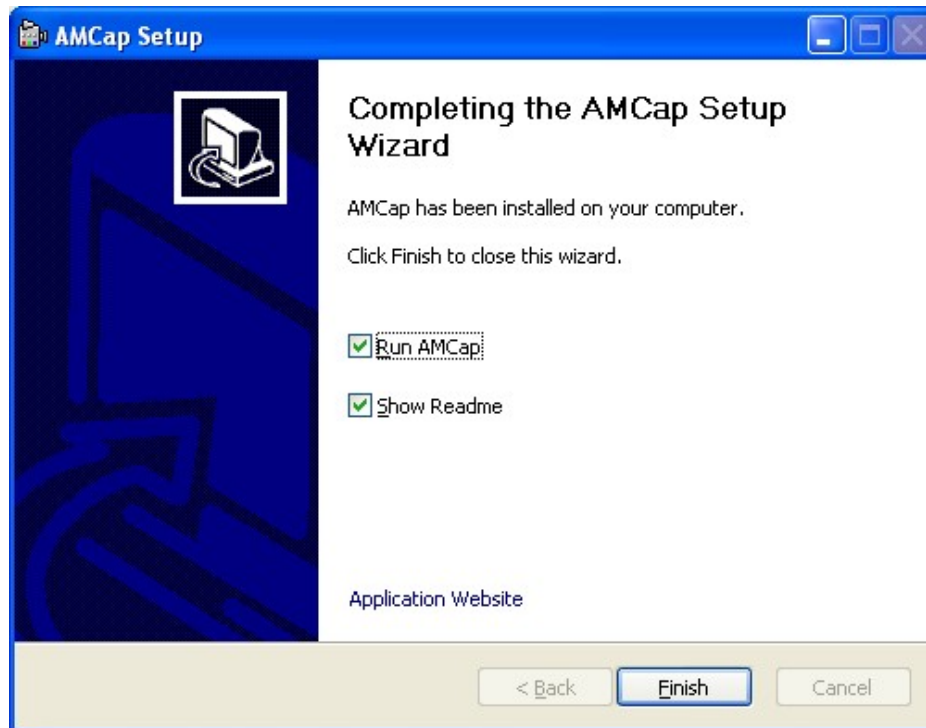 AMCap Setup
Completing the AMCap Setup
Wizard
AMCap has been installed on your computer.
Click Finish to close this wizard.
Run AMCap
Show Readme
Application Website
< Back Finish Cancel